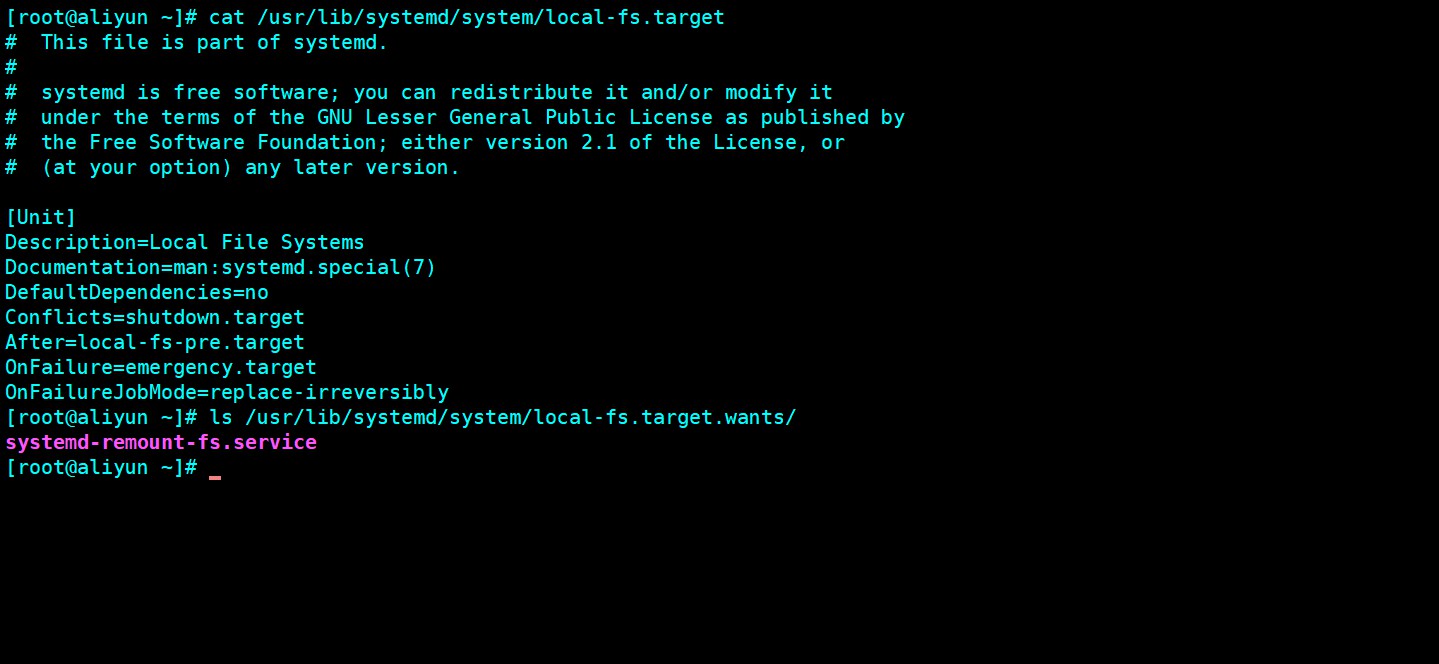 [root@aliyun ~]# cat /usr/lib/systemd/system/local-fs.target
#  This file is part of systemd.
#
#  systemd is free software; you can redistribute it and/or modify it
#  under the terms of the GNU Lesser General Public License as published by
#  the Free Software Foundation; either version 2.1 of the License, or
#  (at your option) any later version.

[Unit]
Description=Local File Systems
Documentation=man:systemd.special(7)
DefaultDependencies=no
Conflicts=shutdown.target
After=local-fs-pre.target
OnFailure=emergency.target
OnFailureJobMode=replace-irreversibly
[root@aliyun ~]# ls /usr/lib/systemd/system/local-fs.target.wants/
systemd-remount-fs.service
[root@aliyun ~]#